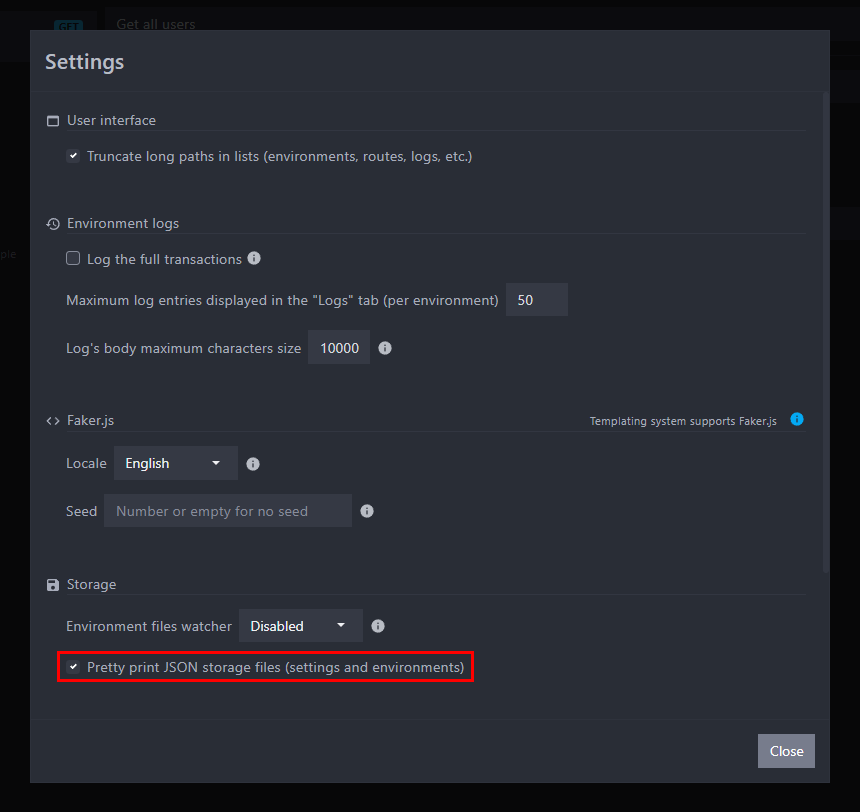 GET
Get all users
Settings
User interface
Truncate long paths in lists (environments, routes, logs, etc.)
Environment logs
ple
Log the full transactions
Maximum log entries displayed in the "Logs" tab (per environment) 50
Log's body maximum characters size 10000
Faker.js
Templating system supports Faker.js
Locale English
Seed Number or empty for no seed
Storage
Environment files watcher Disabled
Pretty print JSON storage files (settings and environments)
Close